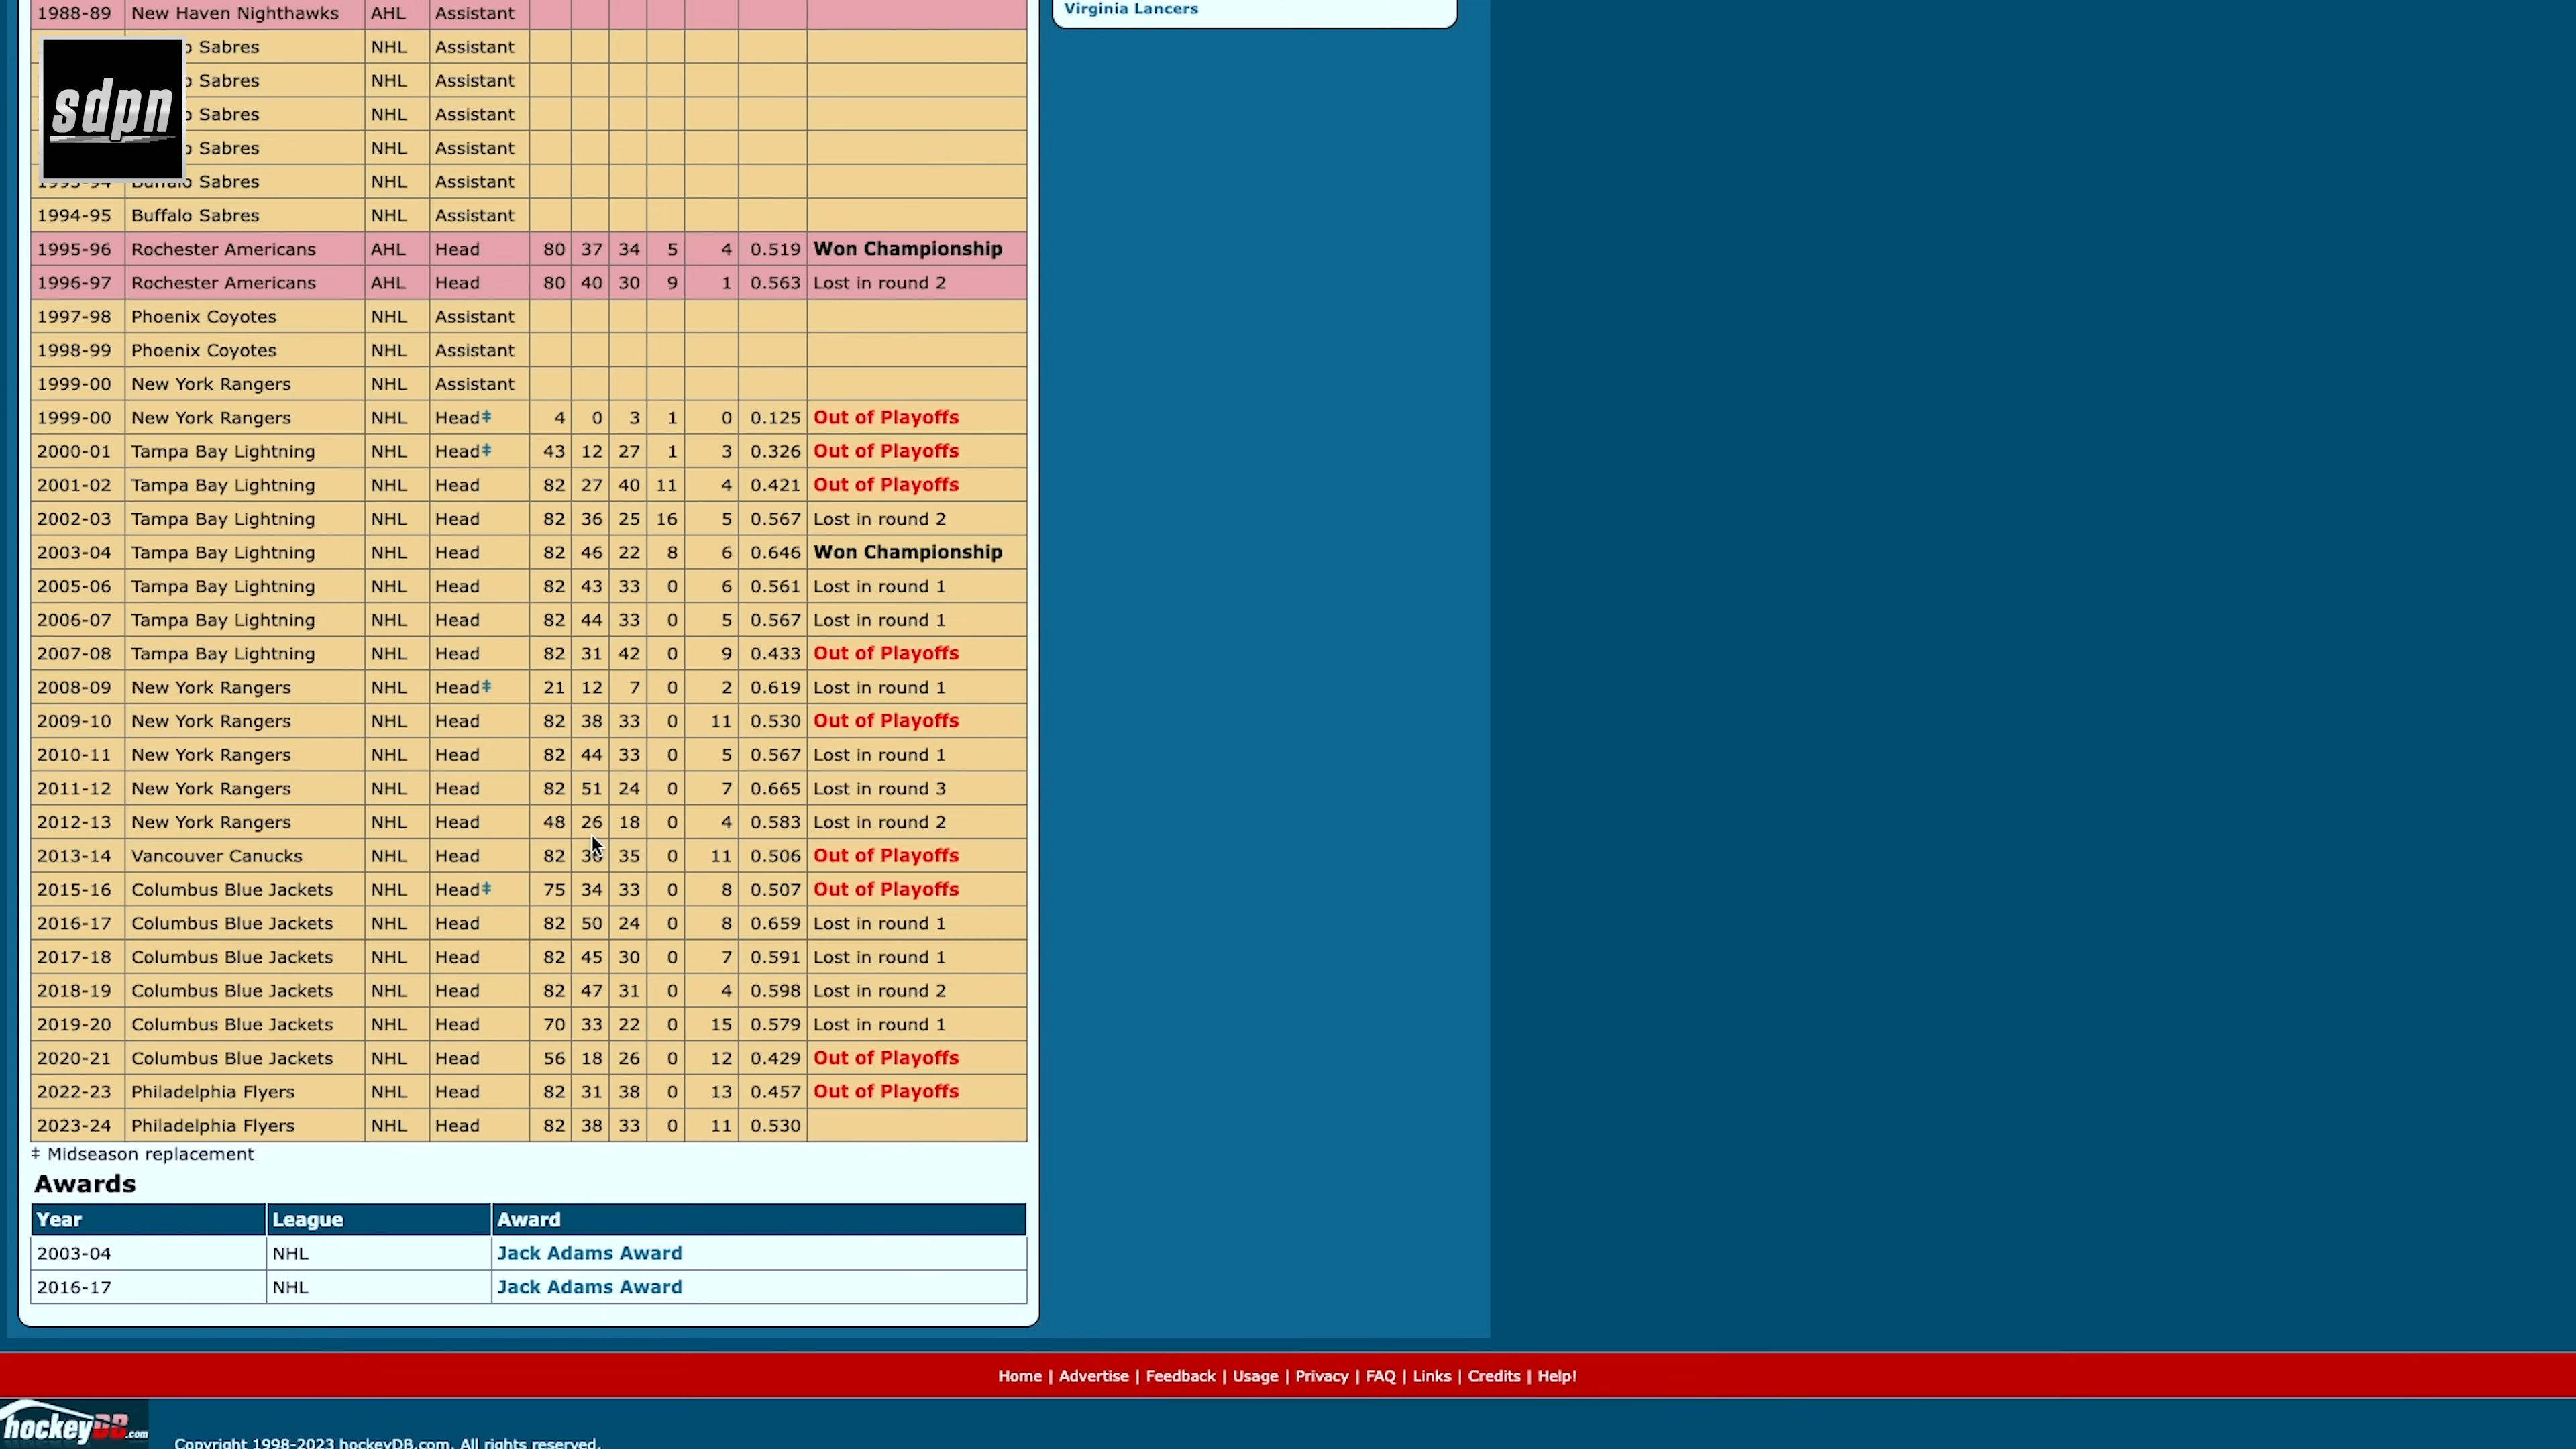 1988-89 New Haven Nighthawks AHL Assistant
Virginia Lancers
sdpn
Sabres NHL Assistant
Sabres NHL Assistant
Sabres NHL Assistant
Sabres NHL Assistant
1993-94 Buffalo Sabres NHL Assistant
1994-95 Buffalo Sabres NHL Assistant
1995-96 Rochester Americans AHL Head 80 37 34 5 4 0.519 Won Championship
1996-97 Rochester Americans AHL Head 80 40 30 9 1 0.563 Lost in round 2
1997-98 Phoenix Coyotes NHL Assistant
1998-99 Phoenix Coyotes NHL Assistant
1999-00 New York Rangers NHL Assistant
1999-00 New York Rangers NHL Head‡ 4 0 3 1 0 0.125 Out of Playoffs
2000-01 Tampa Bay Lightning NHL Head‡ 43 12 27 1 3 0.326 Out of Playoffs
2001-02 Tampa Bay Lightning NHL Head 82 27 40 11 4 0.421 Out of Playoffs
2002-03 Tampa Bay Lightning NHL Head 82 36 25 16 5 0.567 Lost in round 2
2003-04 Tampa Bay Lightning NHL Head 82 46 22 8 6 0.646 Won Championship
2005-06 Tampa Bay Lightning NHL Head 82 43 33 0 6 0.561 Lost in round 1
2006-07 Tampa Bay Lightning NHL Head 82 44 33 0 5 0.567 Lost in round 1
2007-08 Tampa Bay Lightning NHL Head 82 31 42 0 9 0.433 Out of Playoffs
2008-09 New York Rangers NHL Head‡ 21 12 7 0 2 0.619 Lost in round 1
2009-10 New York Rangers NHL Head 82 38 33 0 11 0.530 Out of Playoffs
2010-11 New York Rangers NHL Head 82 44 33 0 5 0.567 Lost in round 1
2011-12 New York Rangers NHL Head 82 51 24 0 7 0.665 Lost in round 3
2012-13 New York Rangers NHL Head 48 26 18 0 4 0.583 Lost in round 2
2013-14 Vancouver Canucks NHL Head 82 35 0 11 0.506 Out of Playoffs
2015-16 Columbus Blue Jackets NHL Head‡ 75 34 33 0 8 0.507 Out of Playoffs
2016-17 Columbus Blue Jackets NHL Head 82 50 24 0 8 0.659 Lost in round 1
2017-18 Columbus Blue Jackets NHL Head 82 45 30 0 7 0.591 Lost in round 1
2018-19 Columbus Blue Jackets NHL Head 82 47 31 0 4 0.598 Lost in round 2
2019-20 Columbus Blue Jackets NHL Head 70 33 22 0 15 0.579 Lost in round 1
2020-21 Columbus Blue Jackets NHL Head 56 18 26 0 12 0.429 Out of Playoffs
2022-23 Philadelphia Flyers NHL Head 82 31 38 0 13 0.457 Out of Playoffs
2023-24 Philadelphia Flyers NHL Head 82 38 33 0 11 0.530
‡ Midseason replacement
Awards
Year League Award
2003-04 NHL Jack Adams Award
2016-17 NHL Jack Adams Award
Home | Advertise | Feedback | Usage | Privacy | FAQ | Links | Credits | Help!
hockeyDB.com
Copyright 1998-2023 hockeyDB.com. All rights reserved.